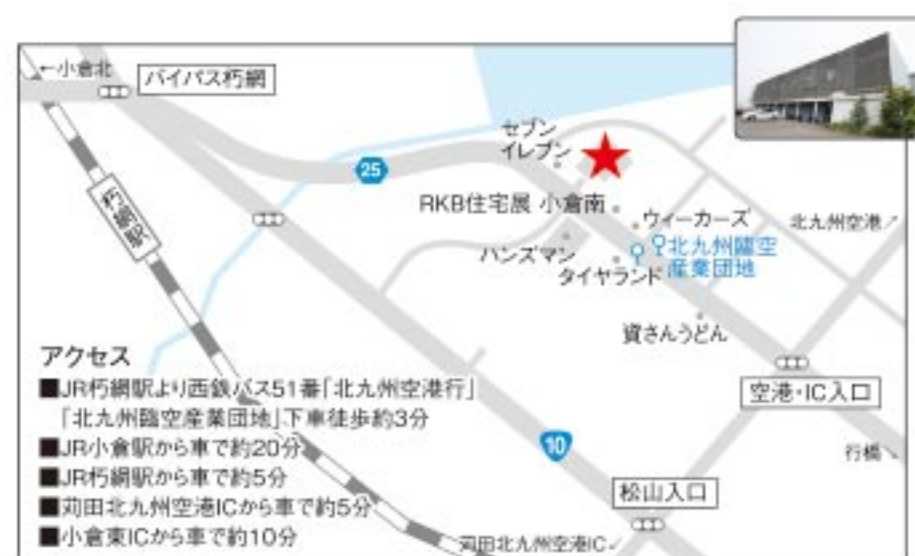 ←小倉北
バイパス朽網
セブン
イレブン
25
朽網駅
RKB住宅展 小倉南
ウィーカーズ
北九州空港
ハンズマン
北九州臨空
産業団地
タイヤランド
資さんうどん
空港・IC入口
10
行橋
松山入口
苅田北九州空港IC
アクセス
■JR朽網駅より西鉄バス51番「北九州空港行」
「北九州臨空産業団地」下車徒歩約3分
■JR小倉駅から車で約20分
■JR朽網駅から車で約5分
■苅田北九州空港ICから車で約5分
■小倉東ICから車で約10分